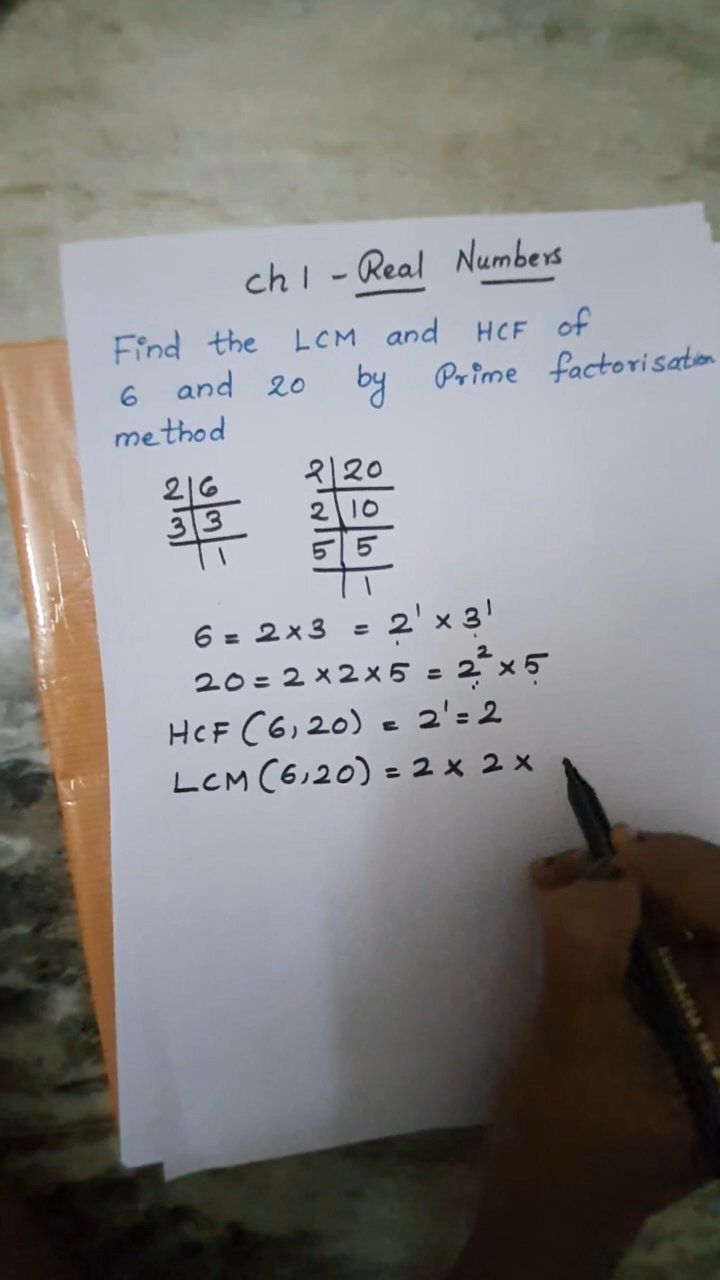 Ch 1 - Real Numbers
Find the LCM and HCF of
6 and 20 by Prime factorisation
method
2|6 2|20
3|3 2|10
|1 5|5
|1
6 = 2 × 3 = 2¹ × 3¹
20 = 2 × 2 × 5 = 2² × 5
HCF (6, 20) = 2¹ = 2
LCM (6, 20) = 2 × 2 ×